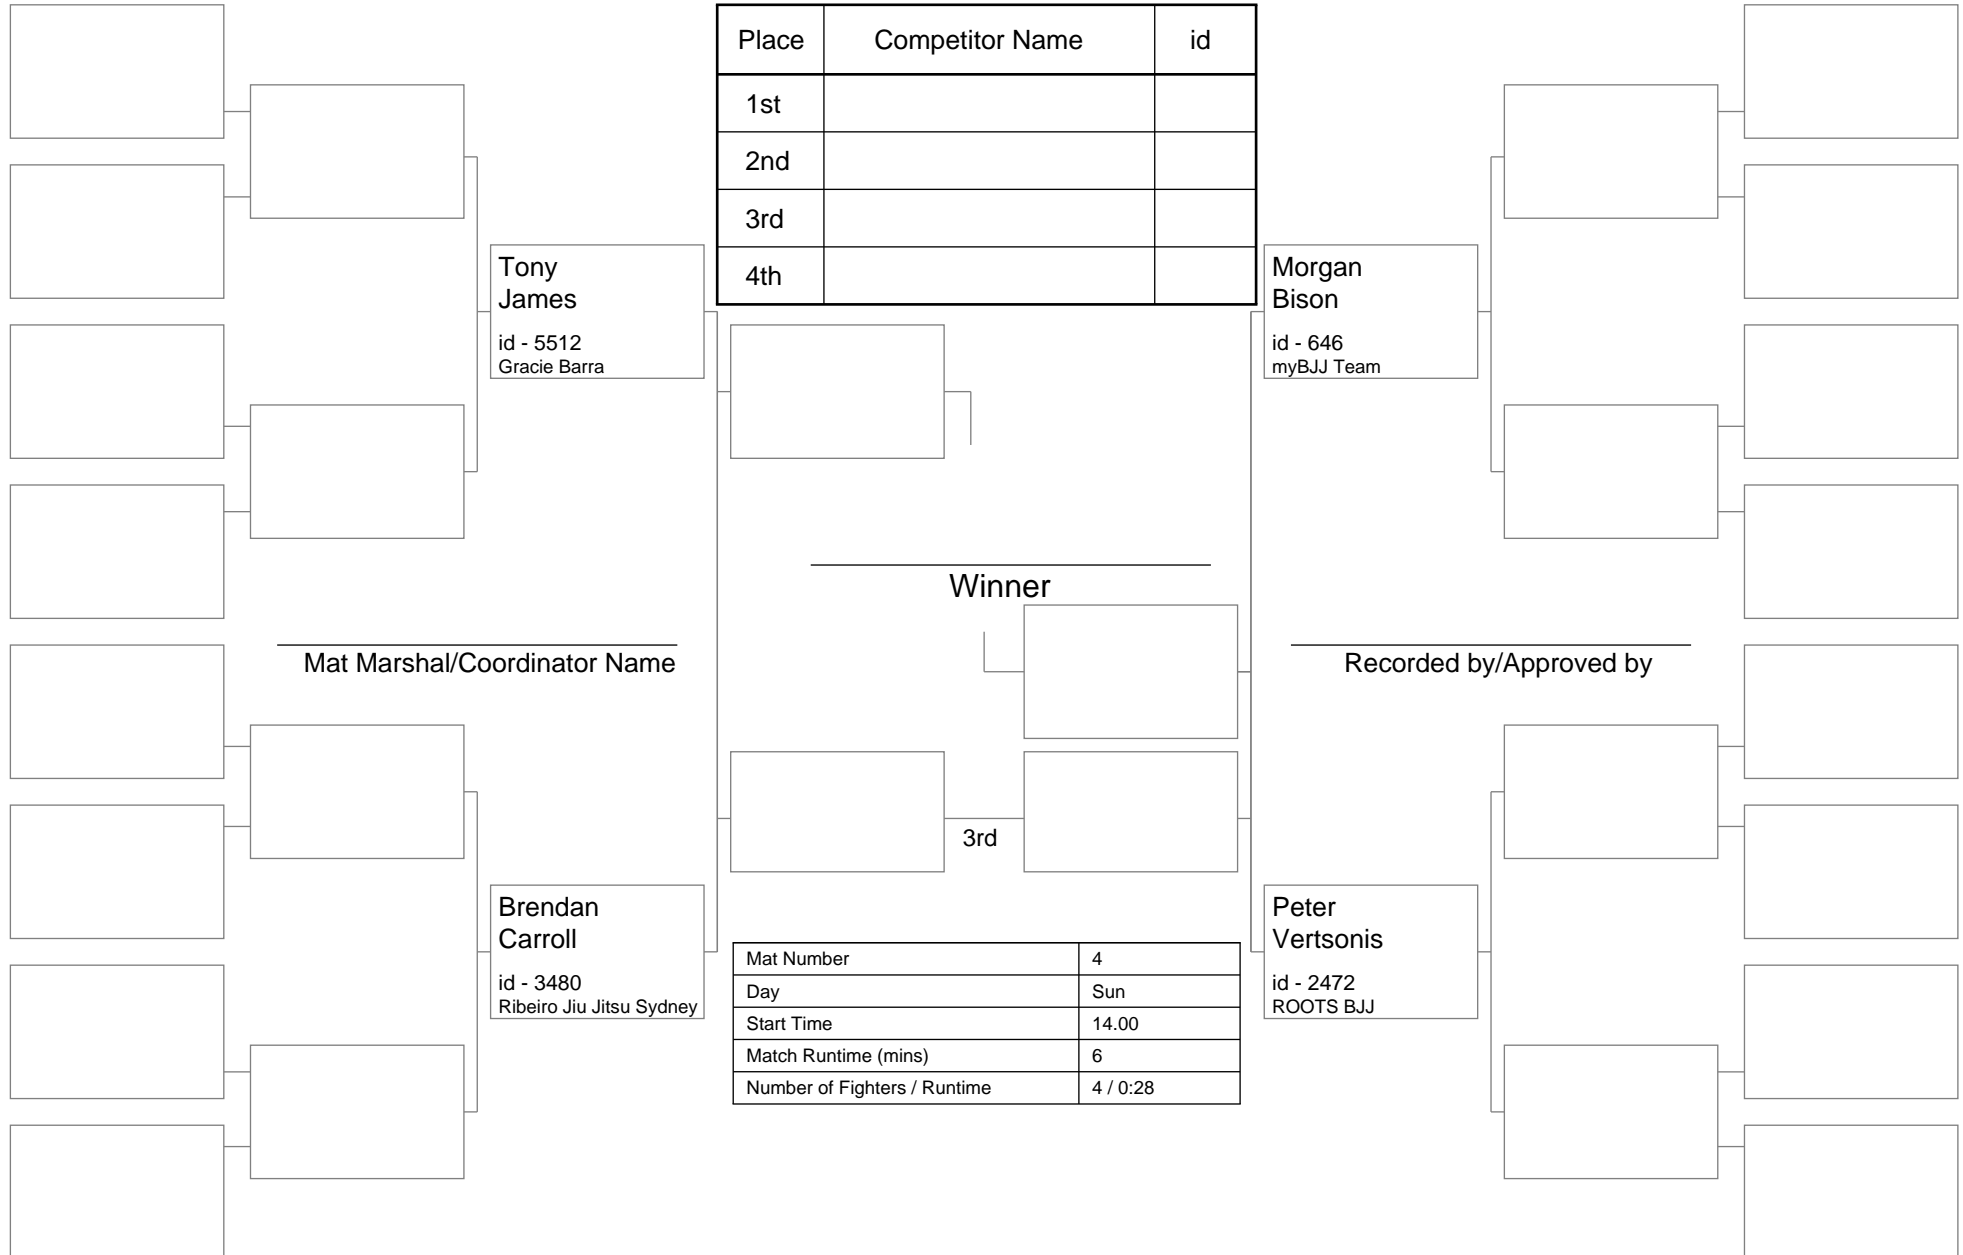 Place Competitor Name id
1st
2nd
3rd
4th
Tony
James
id - 5512
Gracie Barra
Morgan
Bison
id - 646
myBJJ Team
Winner
Mat Marshal/Coordinator Name
Recorded by/Approved by
3rd
Brendan
Carroll
id - 3480
Ribeiro Jiu Jitsu Sydney
Peter
Vertsonis
id - 2472
ROOTS BJJ
Mat Number 4
Day Sun
Start Time 14.00
Match Runtime (mins) 6
Number of Fighters / Runtime 4 / 0:28